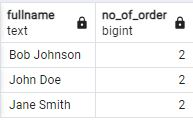 fullname no_of_order
text bigint
Bob Johnson 2
John Doe 2
Jane Smith 2